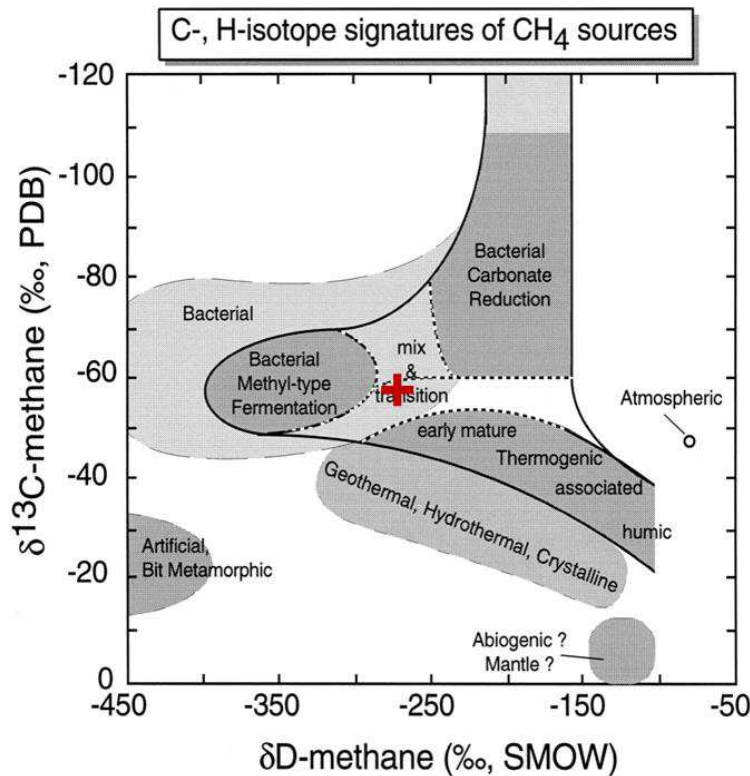 C-, H-isotope signatures of CH4 sources
-120
-100
-80
-60
-40
-20
0
δ13C-methane (‰, PDB)
Bacterial
Carbonate
Reduction
Bacterial
mix
&
transition
Bacterial
Methyl-type
Fermentation
Atmospheric
early mature
Thermogenic
associated
humic
Geothermal, Hydrothermal, Crystalline
Artificial,
Bit Metamorphic
Abiogenic ?
Mantle ?
-450
-350
-250
-150
-50
δD-methane (‰, SMOW)